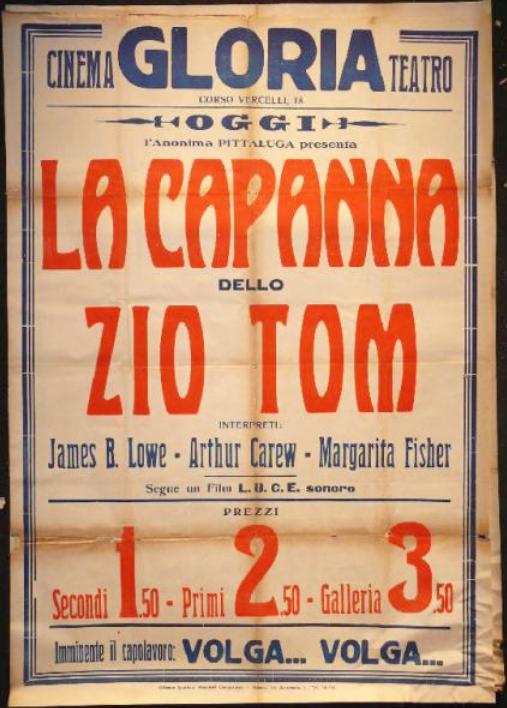 CINEMA GLORIA TEATRO
CORSO VERCELLI, 18
OGGI
l'Anonima PITTALUGA presenta
LA CAPANNA
DELLO
ZIO TOM
INTERPRETI:
James B. Lowe - Arthur Carew - Margarita Fisher
Segue un Film L.U.C.E. sonoro
PREZZI
Secondi 1.50 - Primi 2.50 - Galleria 3.50
Imminente il capolavoro: VOLGA... VOLGA...